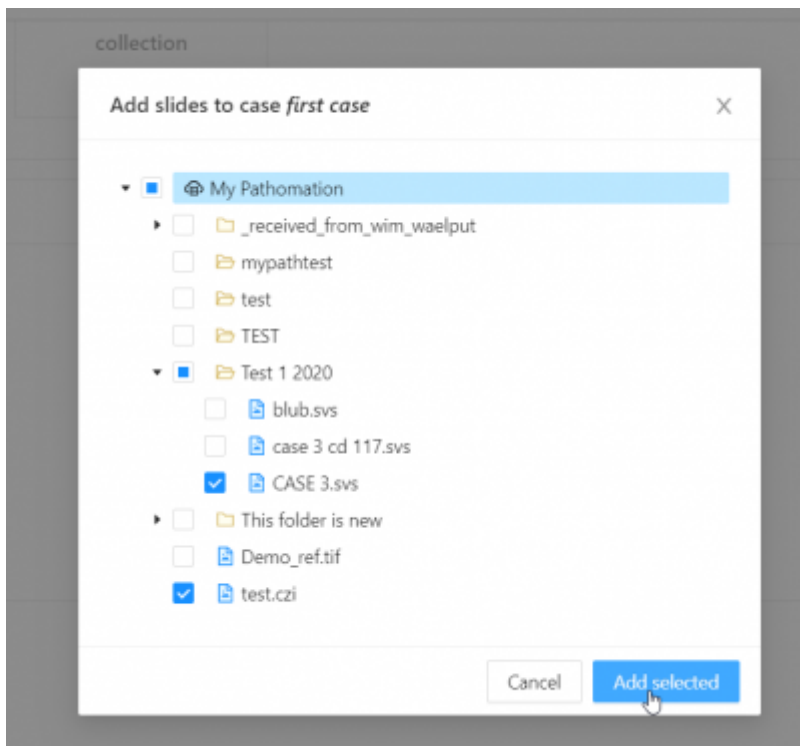 collection
Add slides to case first case
My Pathomation
_received_from_wim_waelput
mypathtest
test
TEST
Test 1 2020
blub.svs
case 3 cd 117.svs
CASE 3.svs
This folder is new
Demo_ref.tif
test.czi
Cancel Add selected